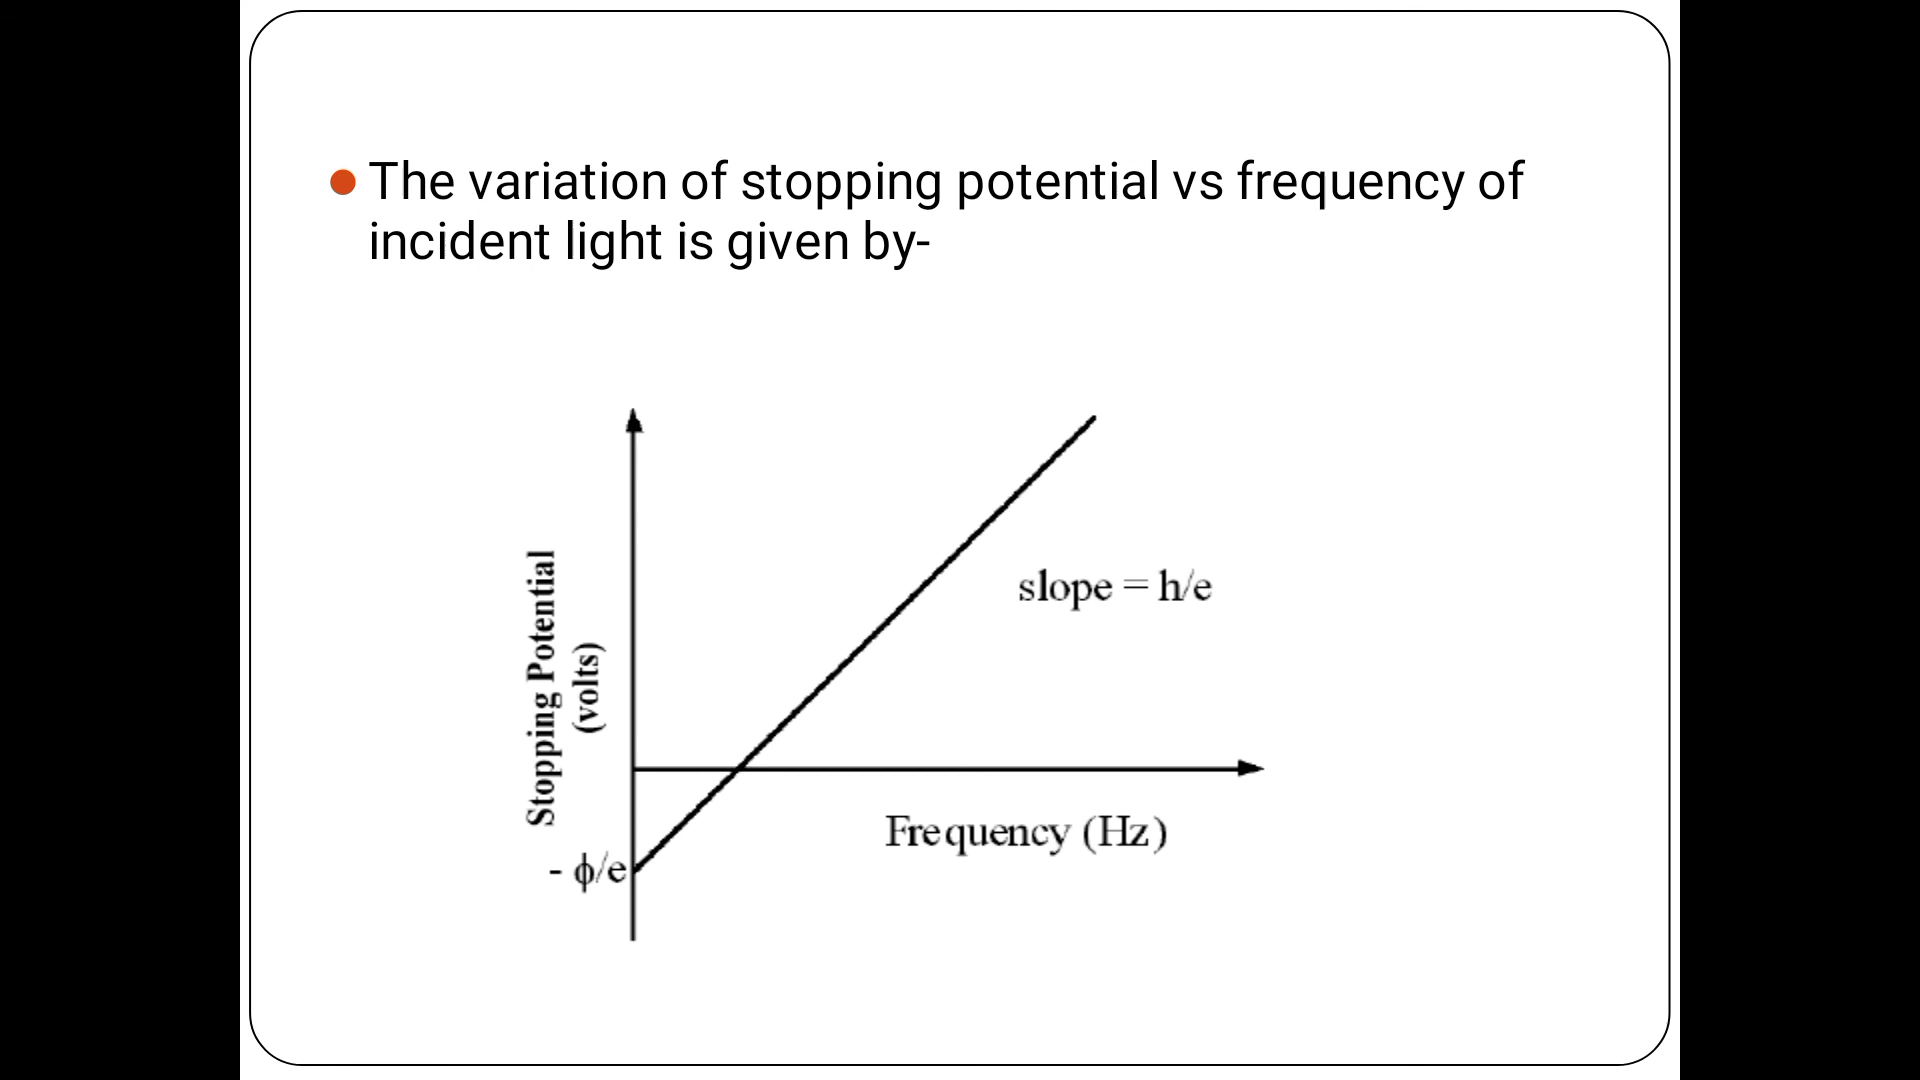 The variation of stopping potential vs frequency of
incident light is given by-
Stopping Potential
(volts)
slope = h/e
Frequency (Hz)
- ϕ/e